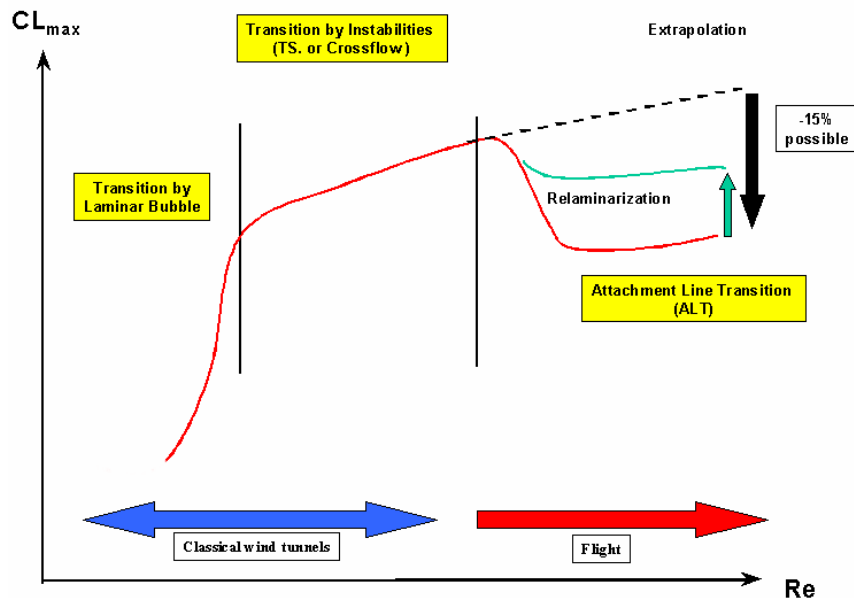 CLmax
Transition by Instabilities
(TS. or Crossflow)
Extrapolation
-15%
possible
Transition by
Laminar Bubble
Relaminarization
Attachment Line Transition
(ALT)
Classical wind tunnels
Flight
Re